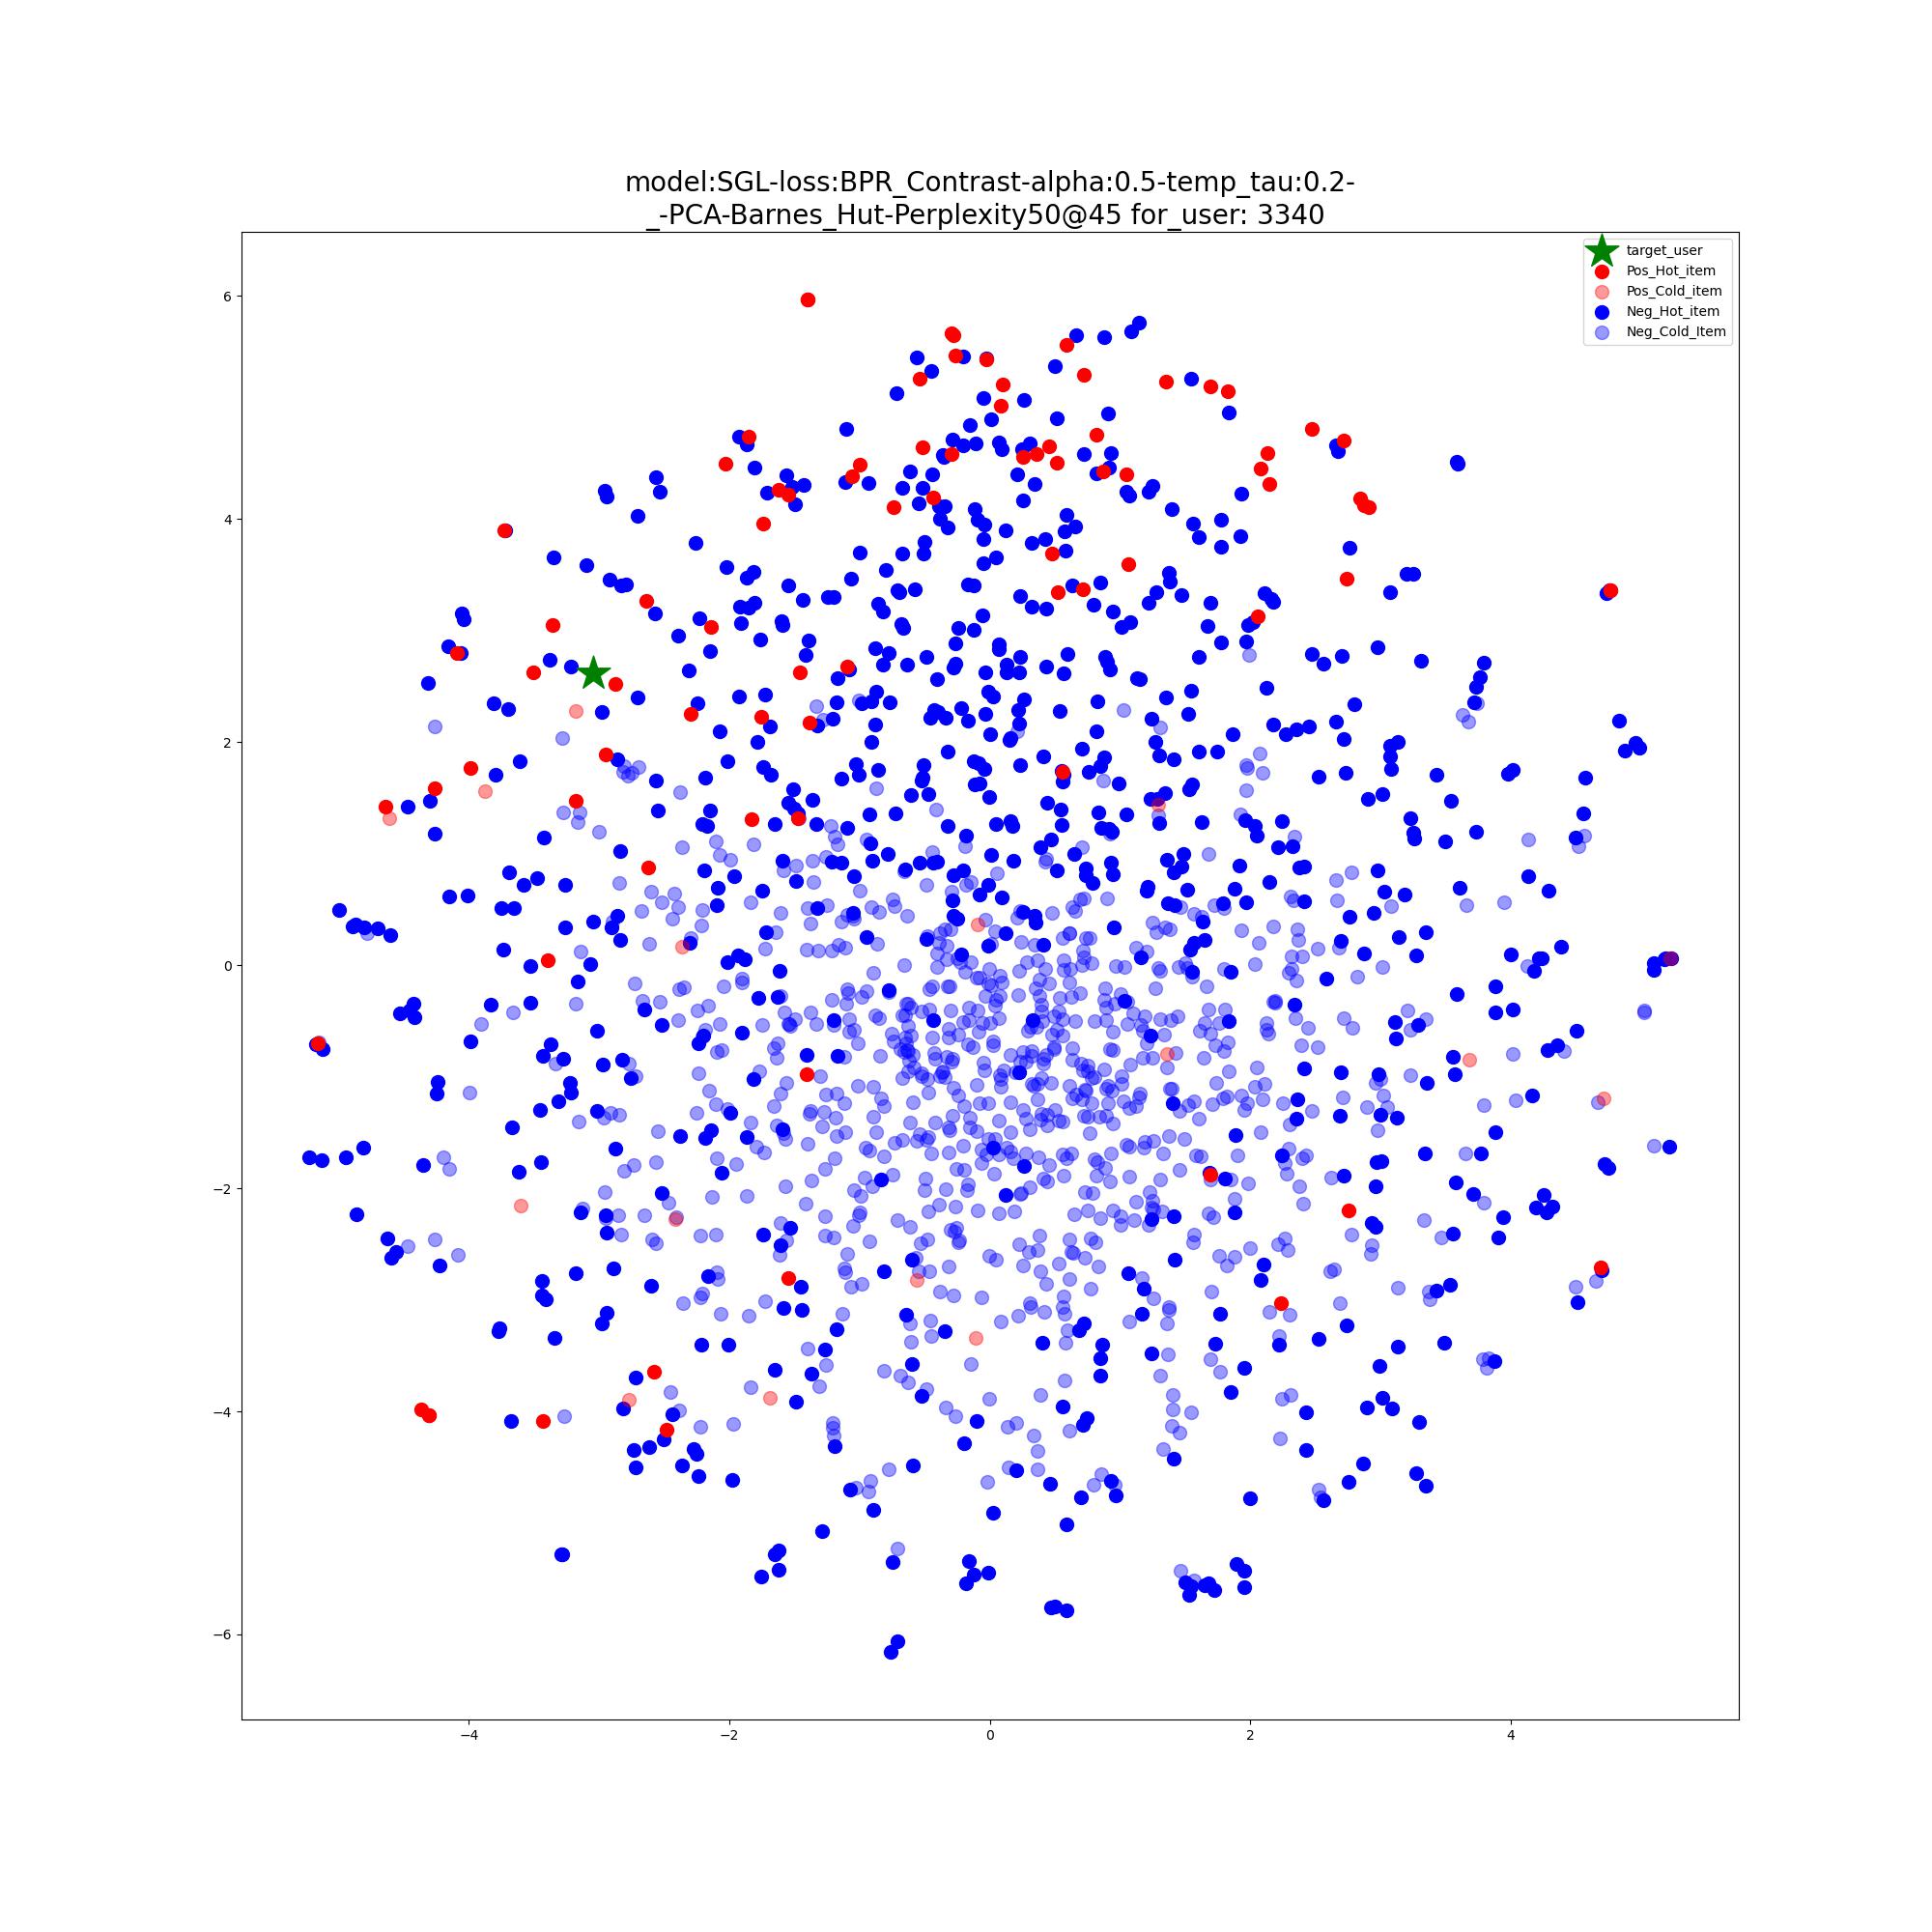 model:SGL-loss:BPR_Contrast-alpha:0.5-temp_tau:0.2-
_-PCA-Barnes_Hut-Perplexity50@45 for_user: 3340
target_user
Pos_Hot_item
Pos_Cold_item
Neg_Hot_item
Neg_Cold_Item
6
4
2
0
−2
−4
−6
−4 −2 0 2 4